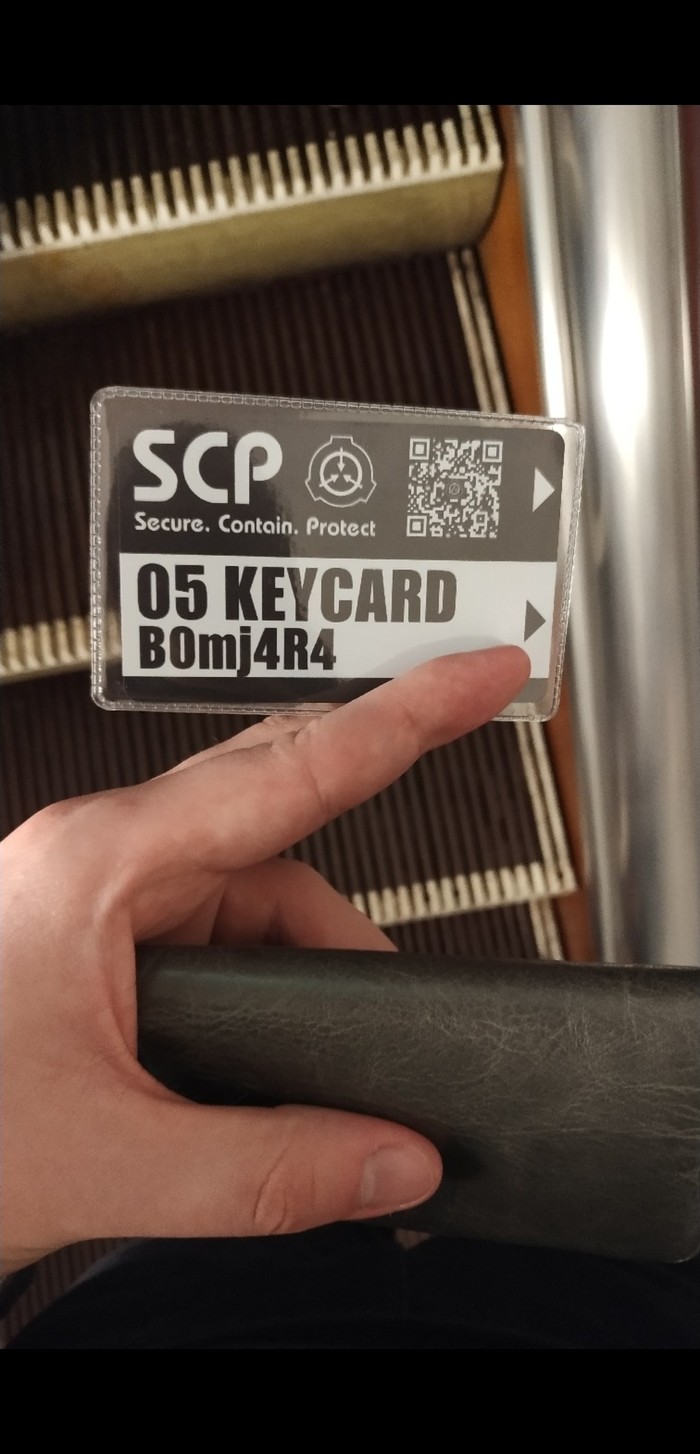 SCP
Secure. Contain. Protect
05 KEYCARD
B0mj4R4